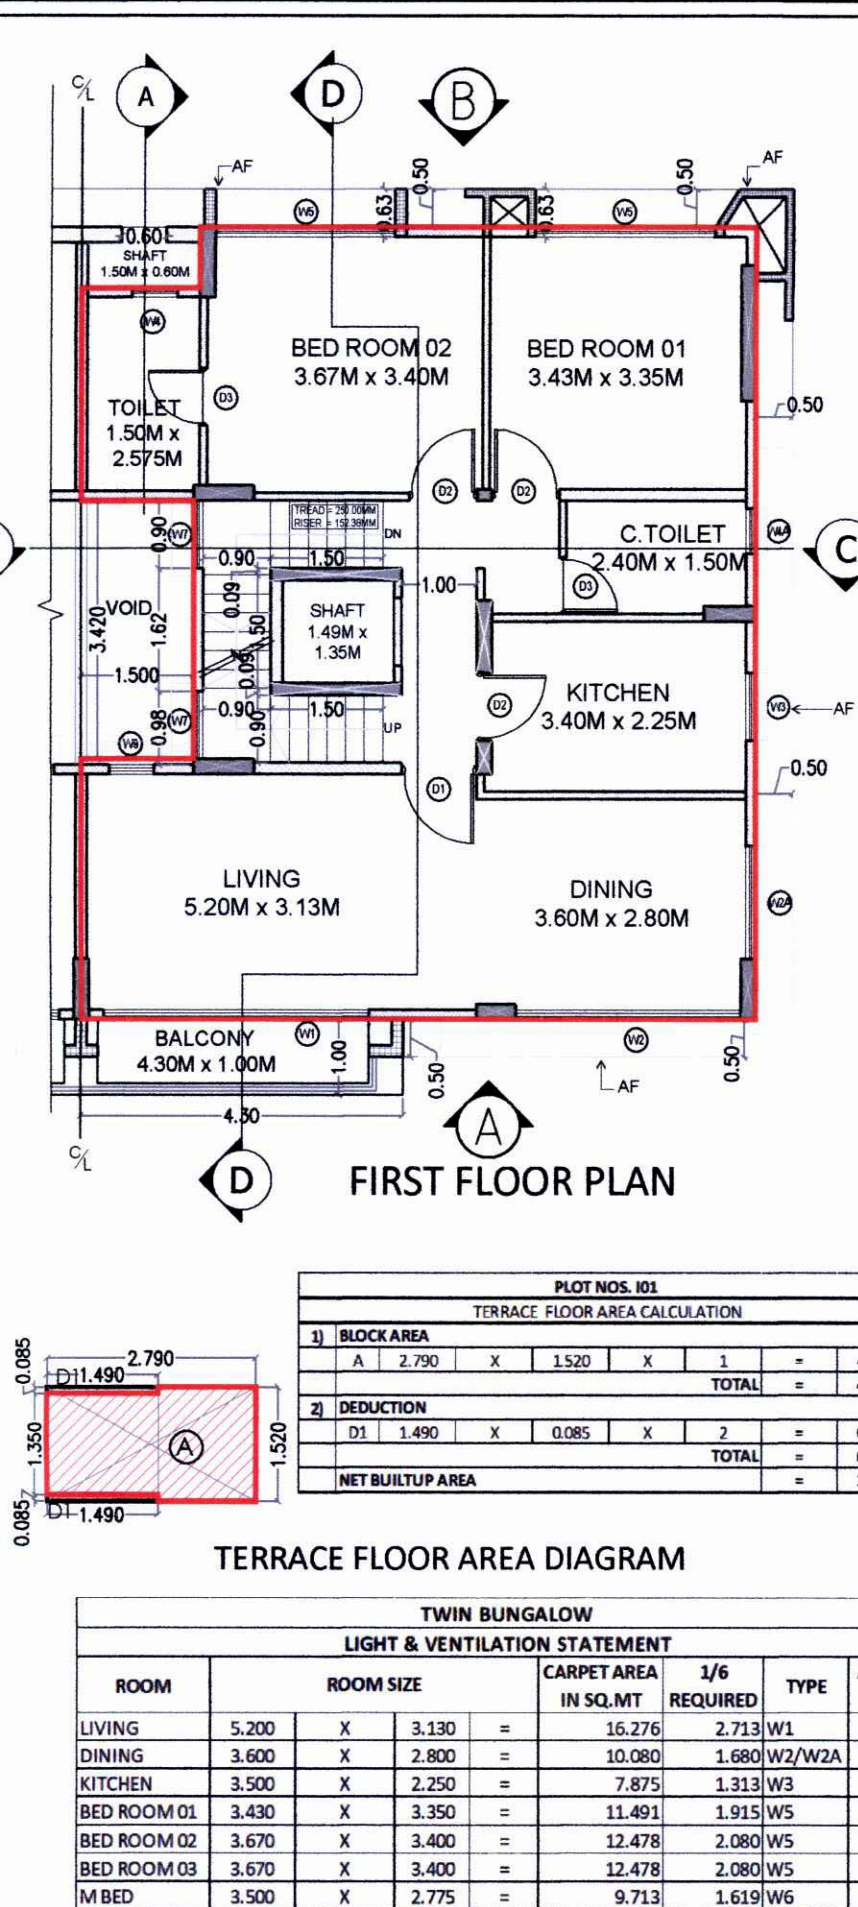 C/L
A
D
B
AF
0.50
0.50
AF
0.63
0.63
W5
W5
0.60
SHAFT
1.50M x 0.60M
W4
BED ROOM 02
3.67M x 3.40M
BED ROOM 01
3.43M x 3.35M
D3
0.50
TOILET
1.50M x
2.575M
D2
D2
TREAD = 250.00MM
RISER = 152.38MM
DN
0.90
W7
0.90
1.50
C.TOILET
2.40M x 1.50M
W4A
C
1.00
D3
VOID
3.420
1.62
1.500
SHAFT
1.49M x
1.35M
KITCHEN
3.40M x 2.25M
D2
W3
AF
0.98
W7
0.90
0.90
1.50
UP
W6
D1
0.50
LIVING
5.20M x 3.13M
DINING
3.60M x 2.80M
W2A
BALCONY
4.30M x 1.00M
W1
1.00
0.50
W2
0.50
AF
4.30
C/L
A
D
FIRST FLOOR PLAN
PLOT NOS. I01
TERRACE FLOOR AREA CALCULATION
1) BLOCK AREA
A 2.790 X 1.520 X 1 =
TOTAL =
2) DEDUCTION
D1 1.490 X 0.085 X 2 =
TOTAL =
NET BUILTUP AREA =
0.085
2.790
D1 1.490
1.350
A
1.520
0.085
D1 1.490
TERRACE FLOOR AREA DIAGRAM
TWIN BUNGALOW
LIGHT & VENTILATION STATEMENT
ROOM ROOM SIZE CARPET AREA IN SQ.MT 1/6 REQUIRED TYPE
LIVING 5.200 X 3.130 = 16.276 2.713 W1
DINING 3.600 X 2.800 = 10.080 1.680 W2/W2A
KITCHEN 3.500 X 2.250 = 7.875 1.313 W3
BED ROOM 01 3.430 X 3.350 = 11.491 1.915 W5
BED ROOM 02 3.670 X 3.400 = 12.478 2.080 W5
BED ROOM 03 3.670 X 3.400 = 12.478 2.080 W5
M BED 3.500 X 2.775 = 9.713 1.619 W6